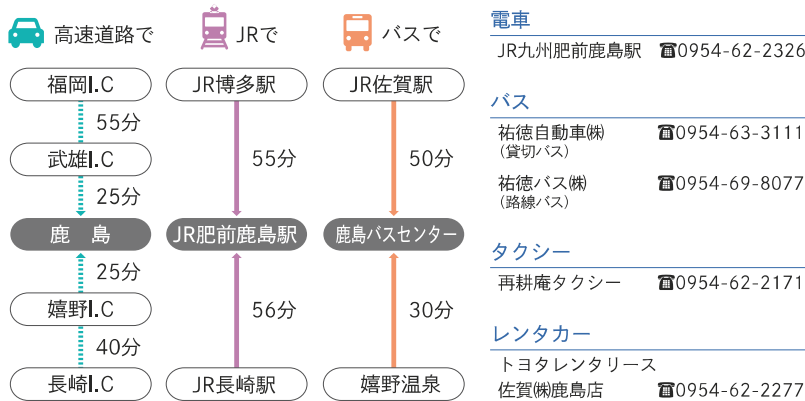 高速道路で
福岡I.C
55分
武雄I.C
25分
鹿　島
25分
嬉野I.C
40分
長崎I.C
JRで
JR博多駅
55分
JR肥前鹿島駅
56分
JR長崎駅
バスで
JR佐賀駅
50分
鹿島バスセンター
30分
嬉野温泉
電車
JR九州肥前鹿島駅 ☎0954-62-2326
バス
祐徳自動車㈱ ☎0954-63-3111
(貸切バス)
祐徳バス㈱ ☎0954-69-8077
(路線バス)
タクシー
再耕庵タクシー ☎0954-62-2171
レンタカー
トヨタレンタリース
佐賀㈱鹿島店 ☎0954-62-2277